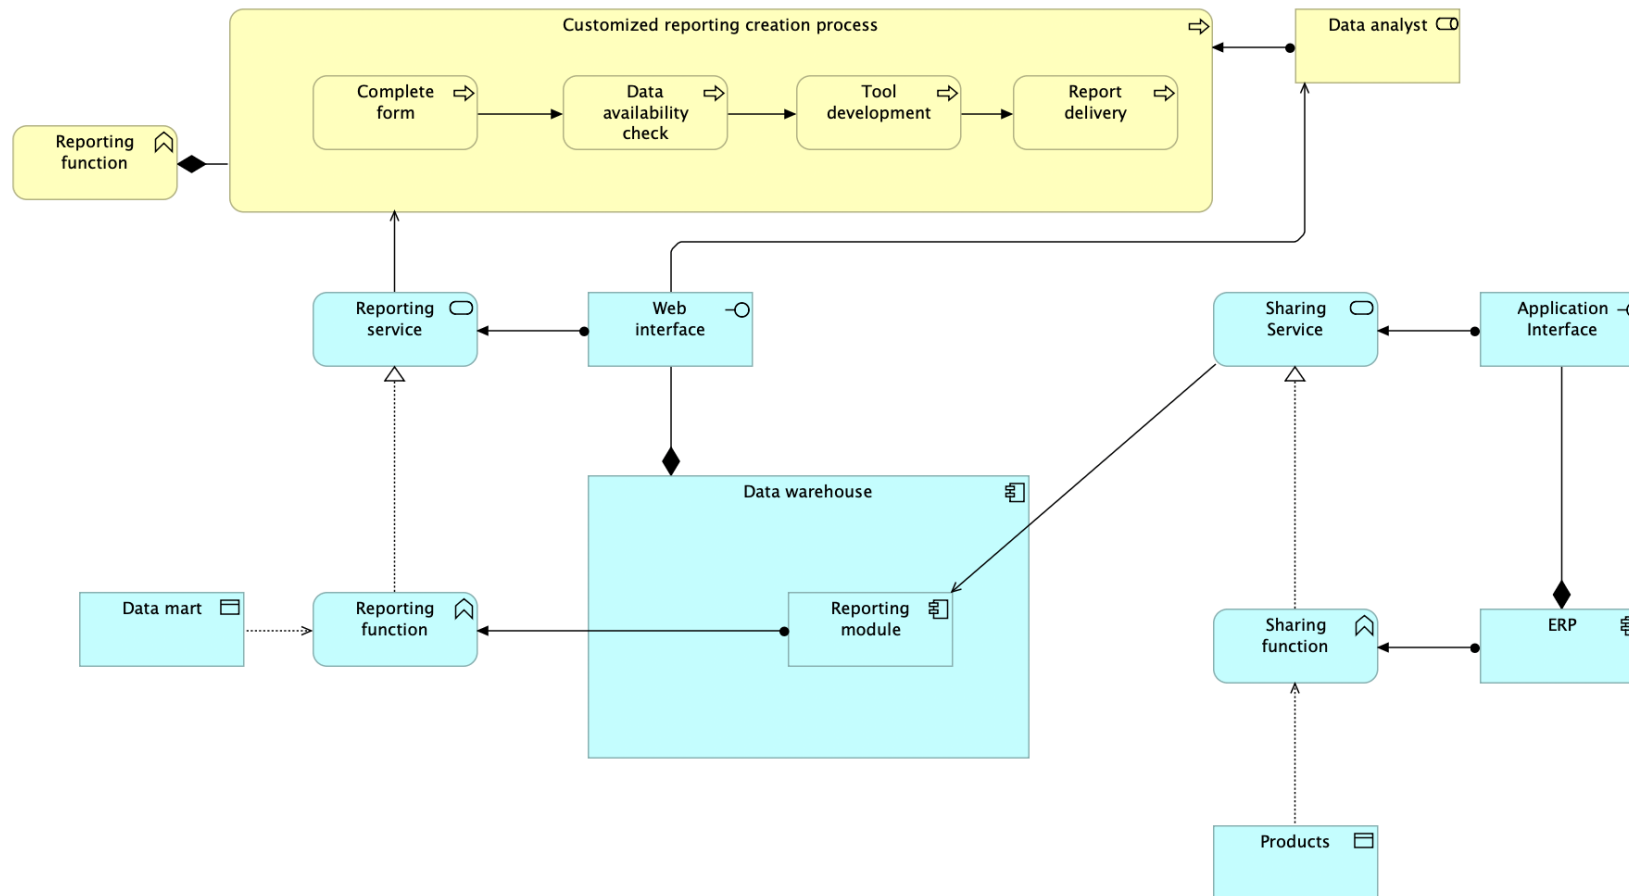 Customized reporting creation process
Data analyst
Complete
form
Data
availability
check
Tool
development
Report
delivery
Reporting
function
Reporting
service
Web
interface
Sharing
Service
Application
Interface
Data warehouse
Data mart
Reporting
function
Reporting
module
Sharing
function
ERP
Products